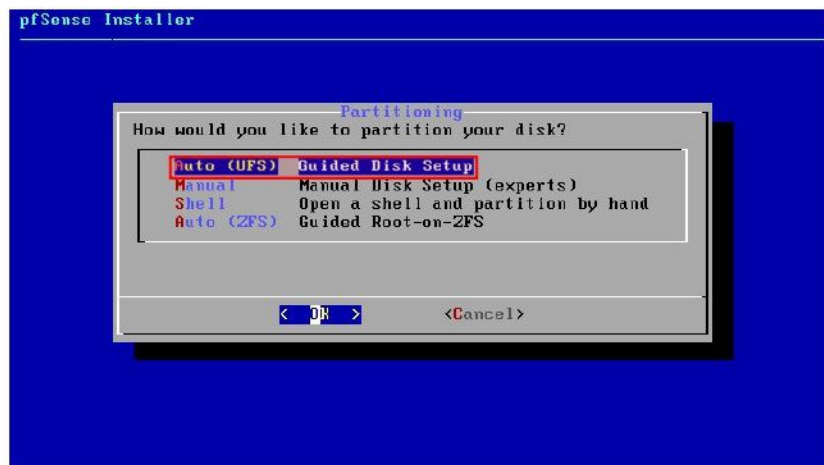 pfSense Installer
Partitioning
How would you like to partition your disk?
Auto (UFS) Guided Disk Setup
Manual Manual Disk Setup (experts)
Shell Open a shell and partition by hand
Auto (ZFS) Guided Root-on-ZFS
< OK > <Cancel>